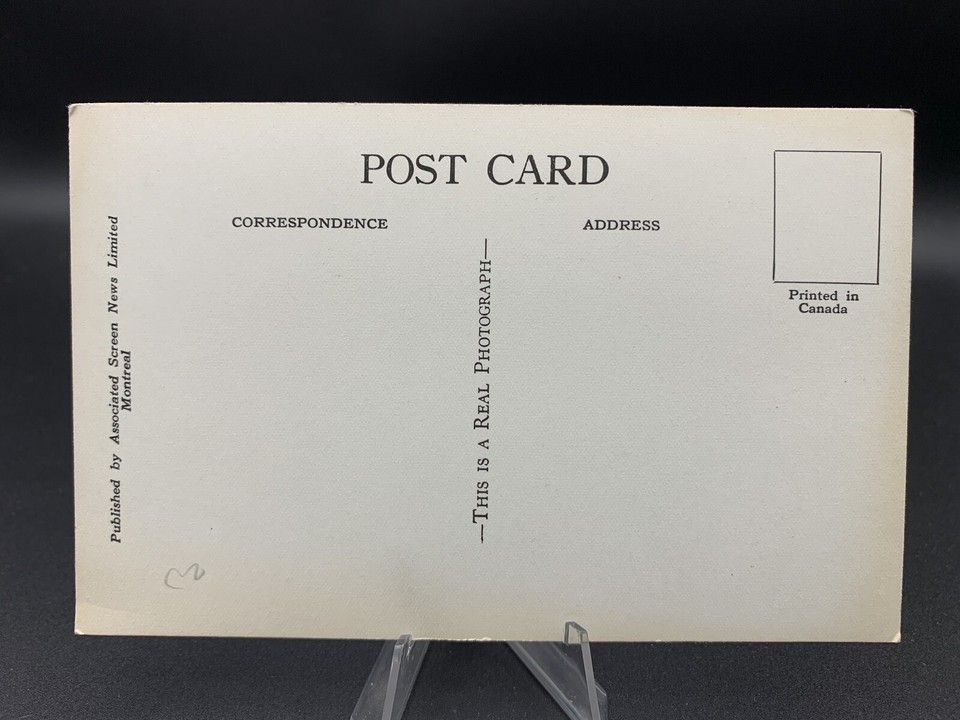 POST CARD
CORRESPONDENCE
ADDRESS
Printed in
Canada
—THIS IS A REAL PHOTOGRAPH—
Published by Associated Screen News Limited
Montreal